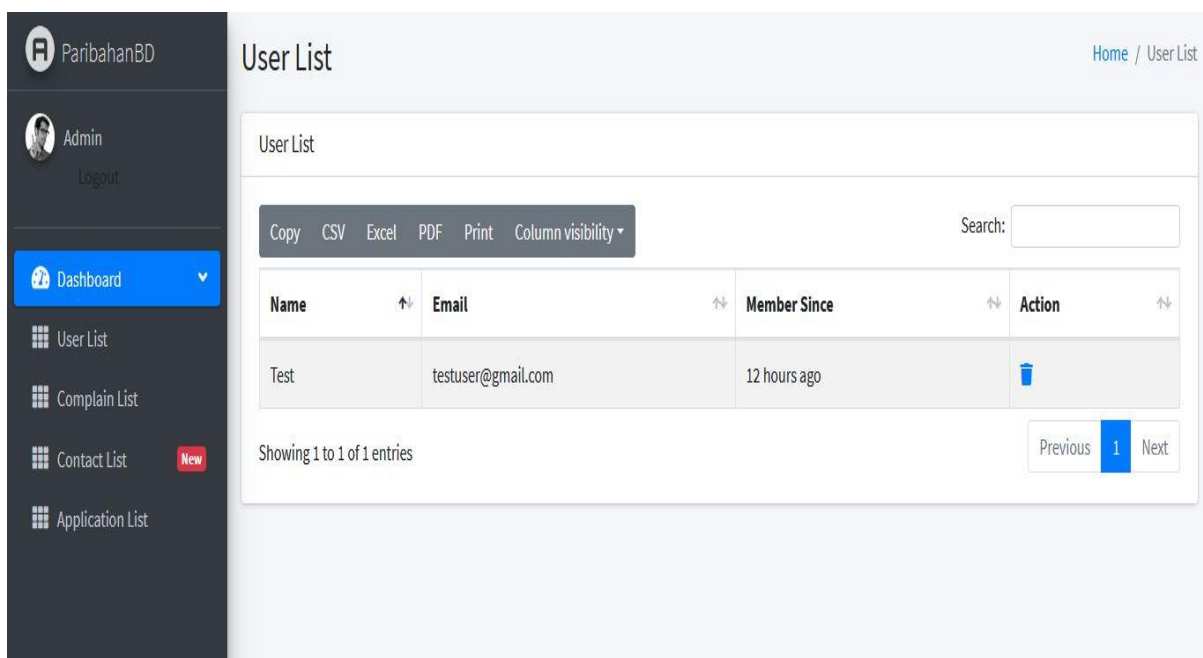 ParibahanBD
Admin
Logout
Dashboard
User List
Complain List
Contact List New
Application List
User List
Home / User List
User List
Copy CSV Excel PDF Print Column visibility
Search:
Name Email Member Since Action
Test testuser@gmail.com 12 hours ago
Showing 1 to 1 of 1 entries
Previous 1 Next